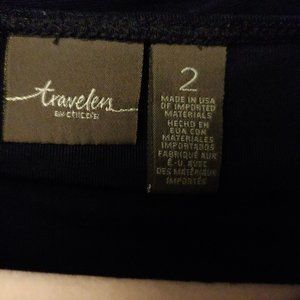 travelers
BY CHICO'S
2
MADE IN USA
OF IMPORTED
MATERIALS
HECHO EN
EUA CON
MATERIALES
IMPORTADOS
FABRIQUÉ AUX
É.-U. AVEC
DES MATÉRIAUX
IMPORTÉS